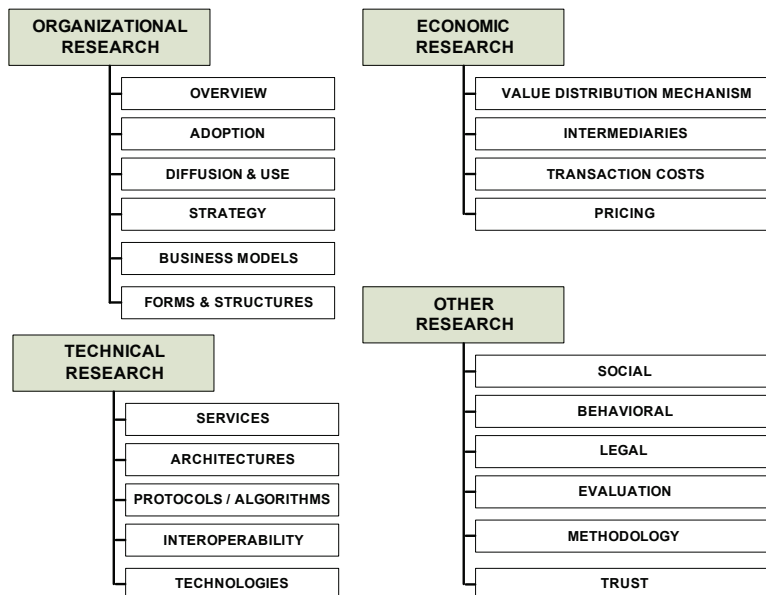 ORGANIZATIONAL
RESEARCH
OVERVIEW
ADOPTION
DIFFUSION & USE
STRATEGY
BUSINESS MODELS
FORMS & STRUCTURES
TECHNICAL
RESEARCH
SERVICES
ARCHITECTURES
PROTOCOLS / ALGORITHMS
INTEROPERABILITY
TECHNOLOGIES
ECONOMIC
RESEARCH
VALUE DISTRIBUTION MECHANISM
INTERMEDIARIES
TRANSACTION COSTS
PRICING
OTHER
RESEARCH
SOCIAL
BEHAVIORAL
LEGAL
EVALUATION
METHODOLOGY
TRUST